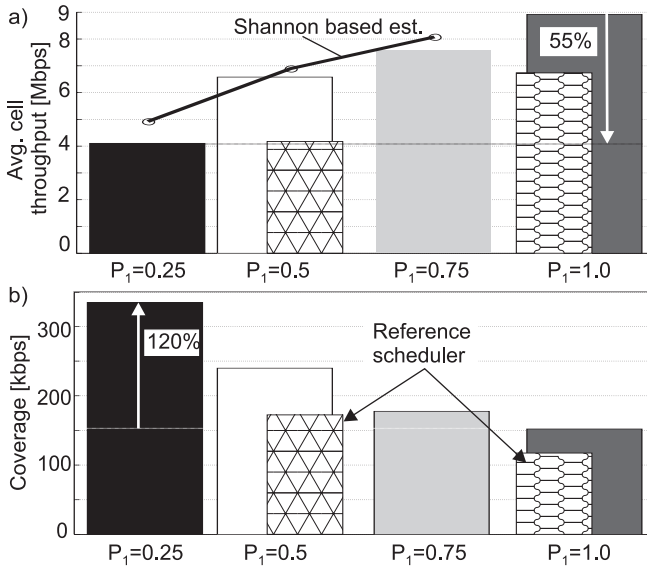 a)
Avg. cell
throughput [Mbps]
9
8
6
4
2
0
Shannon based est.
55%
P1=0.25
P1=0.5
P1=0.75
P1=1.0
b)
Coverage [kbps]
300
200
100
0
120%
Reference
scheduler
P1=0.25
P1=0.5
P1=0.75
P1=1.0